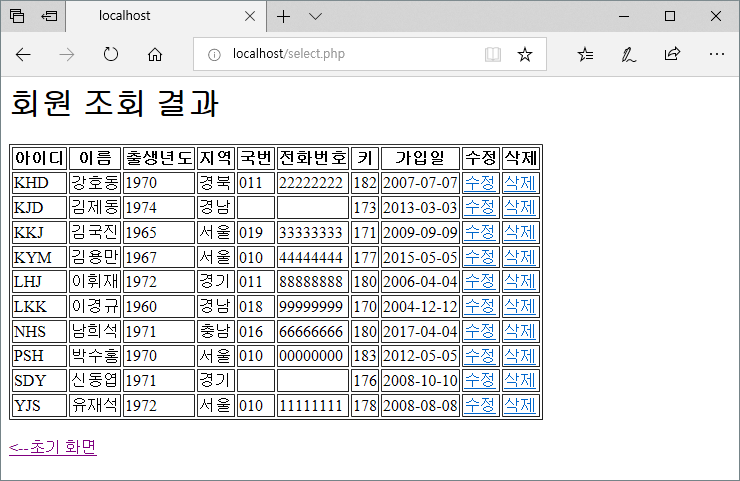 localhost
localhost/select.php
회원 조회 결과
아이디 이름 출생년도 지역 국번 전화번호 키 가입일 수정 삭제
KHD 강호동 1970 경북 011 22222222 182 2007-07-07 수정 삭제
KJD 김제동 1974 경남 173 2013-03-03 수정 삭제
KKJ 김국진 1965 서울 019 33333333 171 2009-09-09 수정 삭제
KYM 김용만 1967 서울 010 44444444 177 2015-05-05 수정 삭제
LHJ 이휘재 1972 경기 011 88888888 180 2006-04-04 수정 삭제
LKK 이경규 1960 경남 018 99999999 170 2004-12-12 수정 삭제
NHS 남희석 1971 충남 016 66666666 180 2017-04-04 수정 삭제
PSH 박수홍 1970 서울 010 00000000 183 2012-05-05 수정 삭제
SDY 신동엽 1971 경기 176 2008-10-10 수정 삭제
YJS 유재석 1972 서울 010 11111111 178 2008-08-08 수정 삭제
<--초기 화면